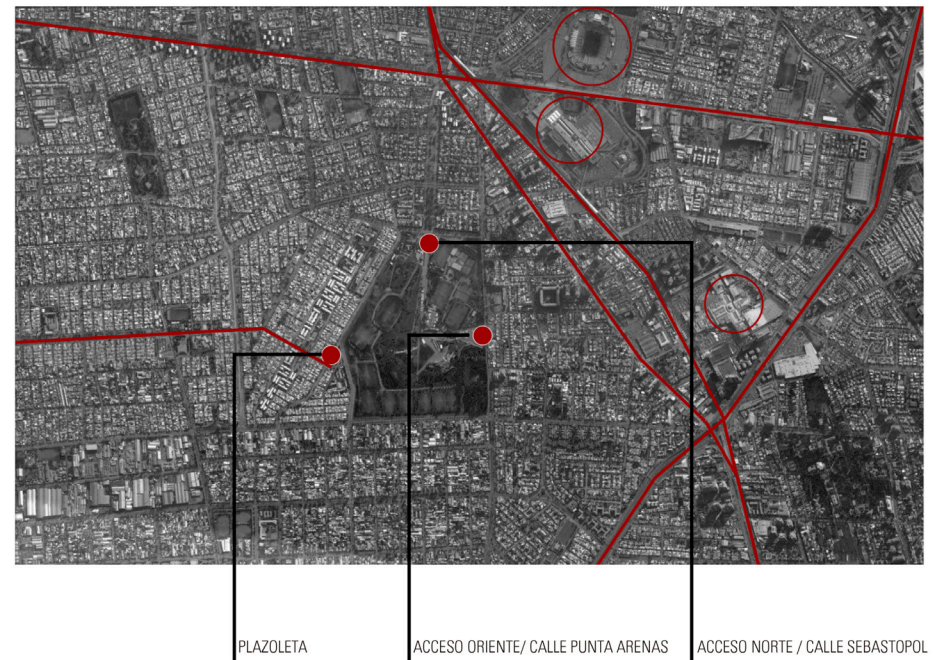 PLAZOLETA
ACCESO ORIENTE/ CALLE PUNTA ARENAS
ACCESO NORTE / CALLE SEBASTOPOL